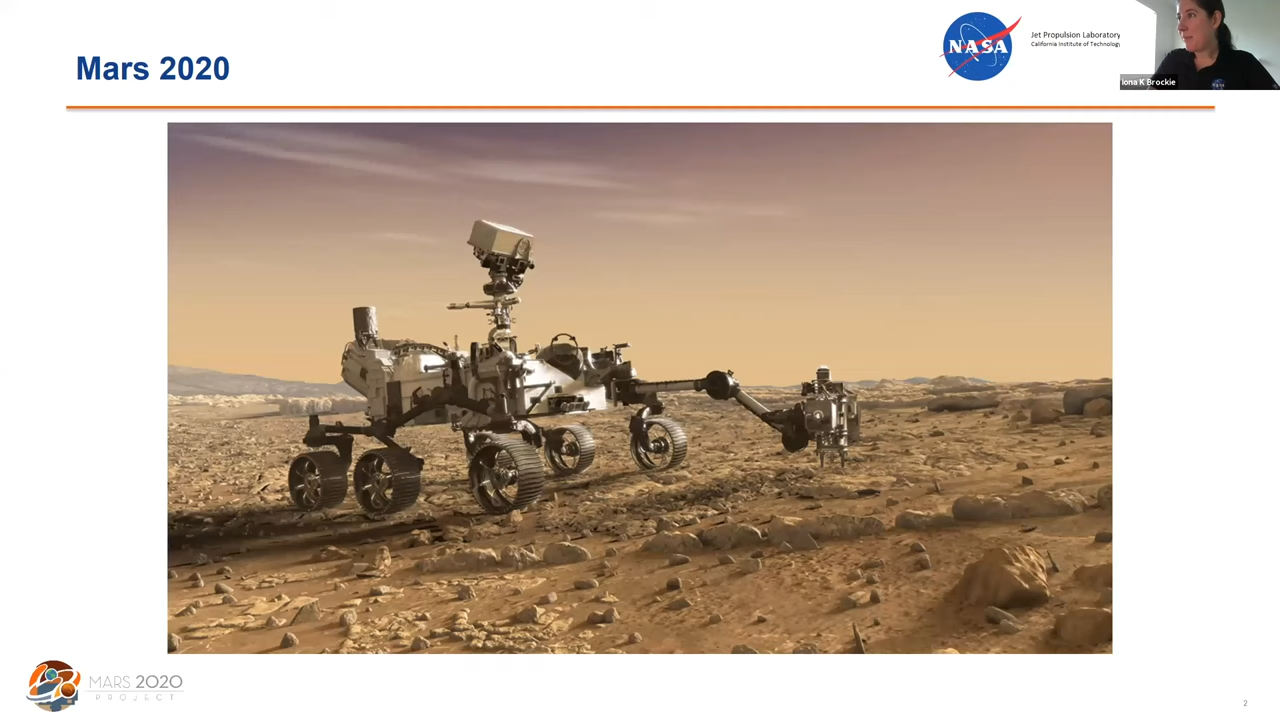 Mars 2020
NASA
Jet Propulsion Laboratory
California Institute of Technology
iona K Brockie
MARS 2020
PROJECT
2